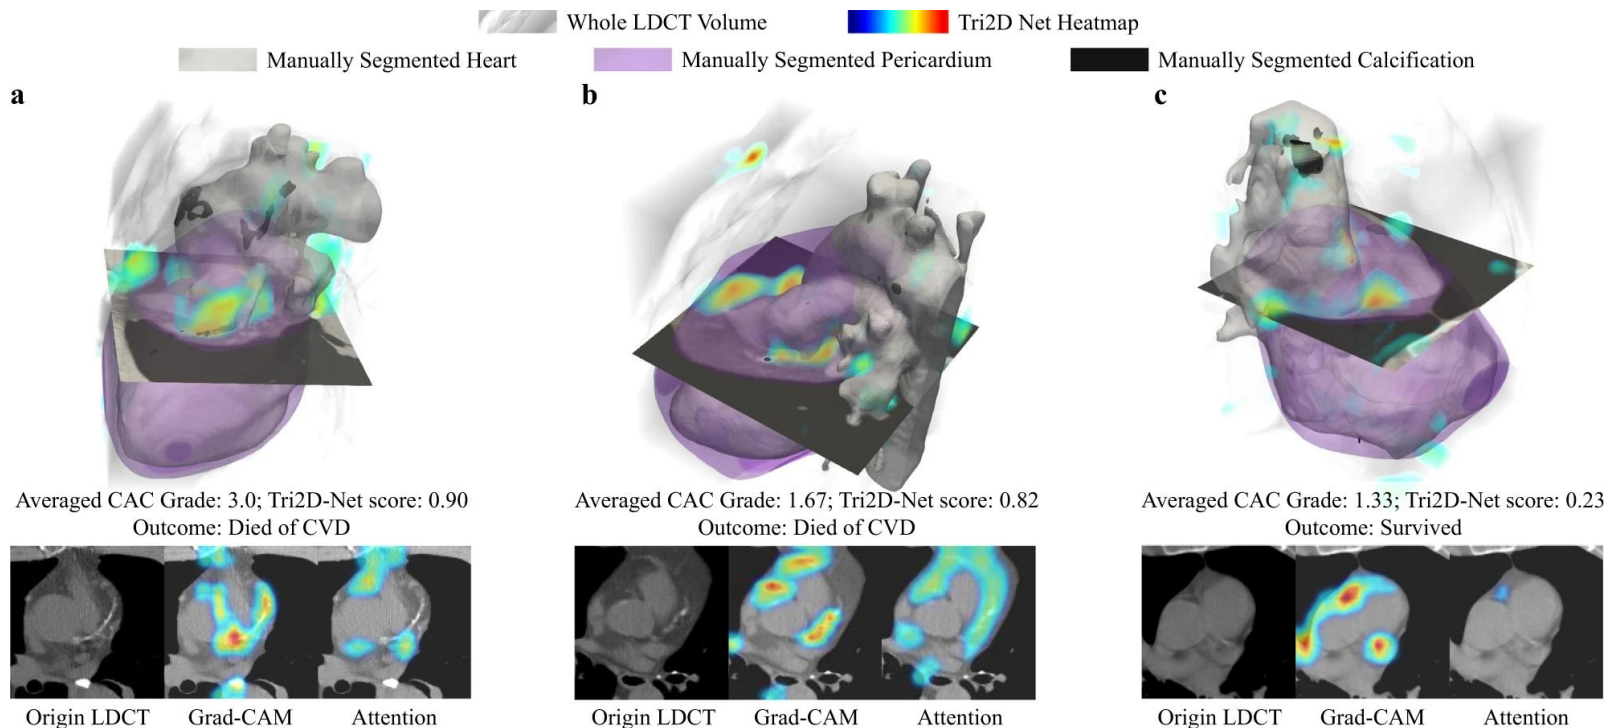 Whole LDCT Volume
Tri2D Net Heatmap
Manually Segmented Heart
Manually Segmented Pericardium
Manually Segmented Calcification
a
b
c
Averaged CAC Grade: 3.0; Tri2D-Net score: 0.90
Outcome: Died of CVD
Averaged CAC Grade: 1.67; Tri2D-Net score: 0.82
Outcome: Died of CVD
Averaged CAC Grade: 1.33; Tri2D-Net score: 0.23
Outcome: Survived
Origin LDCT
Grad-CAM
Attention
Origin LDCT
Grad-CAM
Attention
Origin LDCT
Grad-CAM
Attention